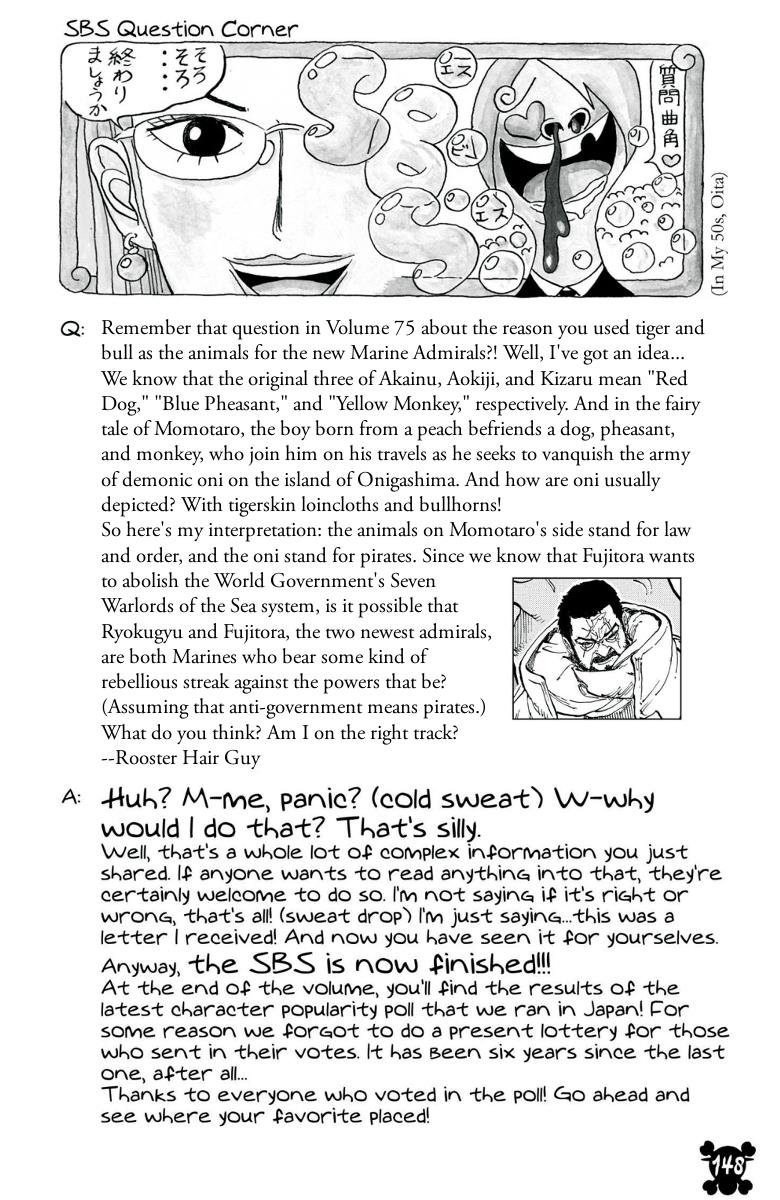 SBS Question Corner
そろ
そろ
・・・
終わり
ましょうか
SBS
エス
ビヨ
エス
質問曲角♡
(In My 50s, Oita)
Q: Remember that question in Volume 75 about the reason you used tiger and
bull as the animals for the new Marine Admirals?! Well, I've got an idea...
We know that the original three of Akainu, Aokiji, and Kizaru mean "Red
Dog," "Blue Pheasant," and "Yellow Monkey," respectively. And in the fairy
tale of Momotaro, the boy born from a peach befriends a dog, pheasant,
and monkey, who join him on his travels as he seeks to vanquish the army
of demonic oni on the island of Onigashima. And how are oni usually
depicted? With tigerskin loincloths and bullhorns!
So here's my interpretation: the animals on Momotaro's side stand for law
and order, and the oni stand for pirates. Since we know that Fujitora wants
to abolish the World Government's Seven
Warlords of the Sea system, is it possible that
Ryokugyu and Fujitora, the two newest admirals,
are both Marines who bear some kind of
rebellious streak against the powers that be?
(Assuming that anti-government means pirates.)
What do you think? Am I on the right track?
--Rooster Hair Guy
A: Huh? M-me, panic? (cold sweat) W-why
would I do that? That's silly.
Well, that's a whole lot of complex information you just
shared. If anyone wants to read anything into that, they're
certainly welcome to do so. I'm not saying if it's right or
wrong, that's all! (sweat drop) I'm just saying...this was a
letter I received! And now you have seen it for yourselves.
Anyway, the SBS is now finished!!!
At the end of the volume, you'll find the results of the
latest character popularity poll that we ran in Japan! For
some reason we forgot to do a present lottery for those
who sent in their votes. It has been six years since the last
one, after all...
Thanks to everyone who voted in the poll! Go ahead and
see where your favorite placed!
148